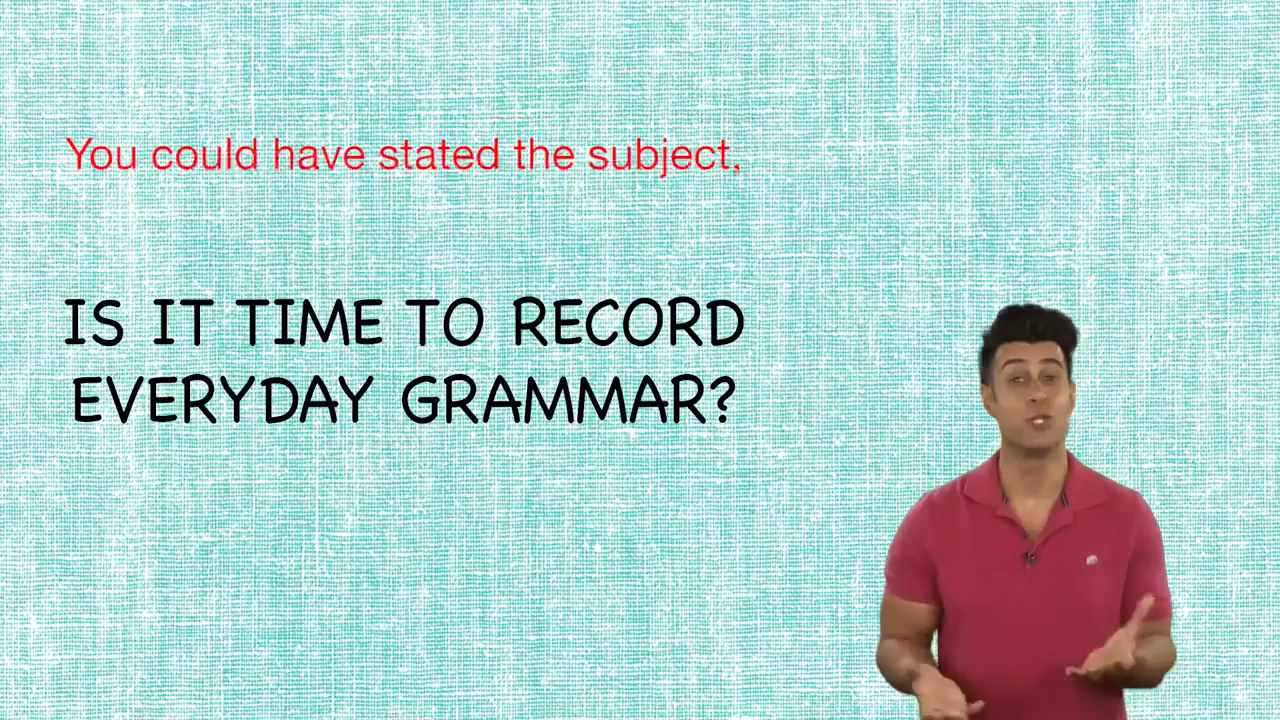 You could have stated the subject,
IS IT TIME TO RECORD
EVERYDAY GRAMMAR?